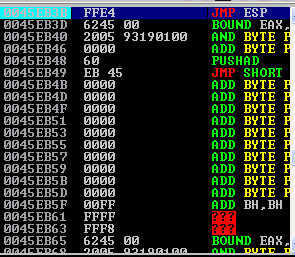 0045EB3B FFE4 JMP ESP
0045EB3D 6245 00 BOUND EAX,
0045EB40 2005 93190100 AND BYTE P
0045EB46 0000 ADD BYTE P
0045EB48 60 PUSHAD
0045EB49 EB 45 JMP SHORT
0045EB4B 0000 ADD BYTE P
0045EB4D 0000 ADD BYTE P
0045EB4F 0000 ADD BYTE P
0045EB51 0000 ADD BYTE P
0045EB53 0000 ADD BYTE P
0045EB55 0000 ADD BYTE P
0045EB57 0000 ADD BYTE P
0045EB59 0000 ADD BYTE P
0045EB5B 0000 ADD BYTE P
0045EB5D 0000 ADD BYTE P
0045EB5F 00FF ADD BH,BH
0045EB61 FFFF ???
0045EB63 FFF8 ???
0045EB65 6245 00 BOUND EAX,
0045EB68 2005 93190100 AND BYTE P